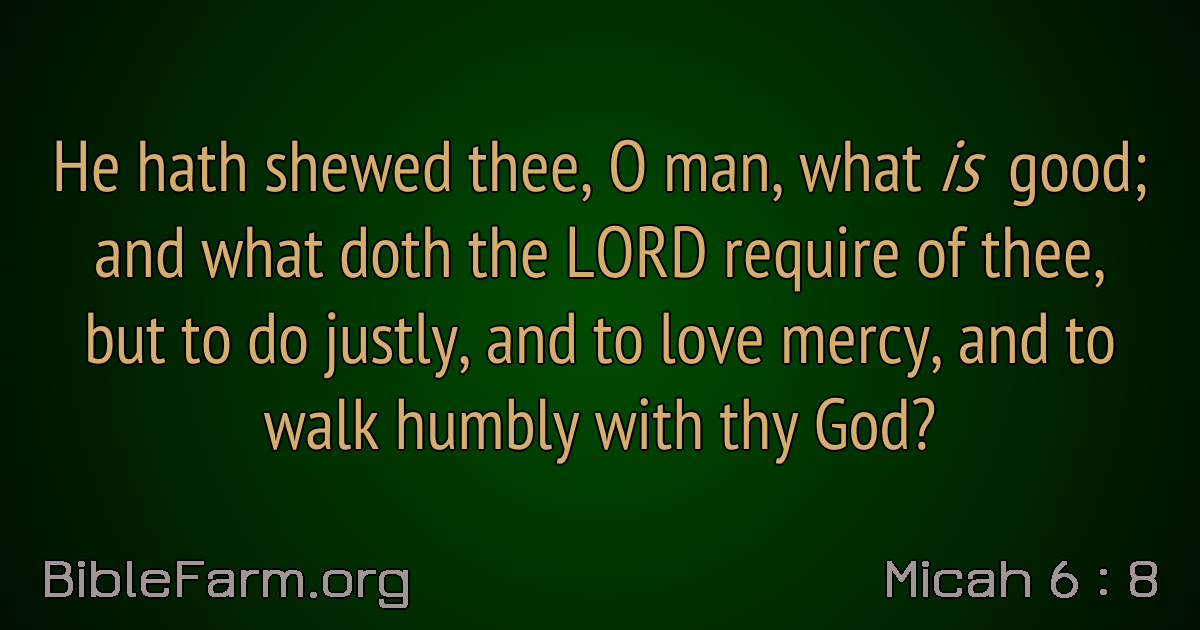 He hath shewed thee, O man, what is good;
and what doth the LORD require of thee,
but to do justly, and to love mercy, and to
walk humbly with thy God?
BibleFarm.org
Micah 6 : 8